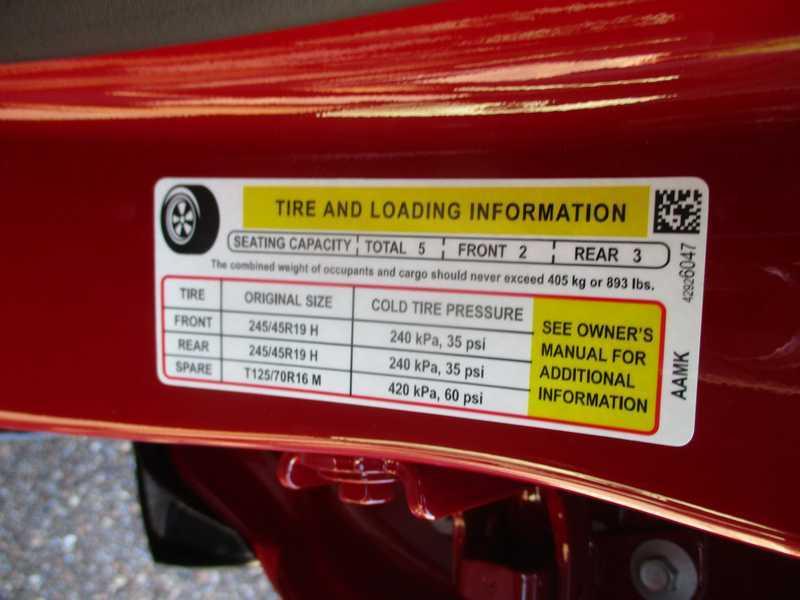 TIRE AND LOADING INFORMATION
SEATING CAPACITY TOTAL 5 FRONT 2 REAR 3
The combined weight of occupants and cargo should never exceed 405 kg or 893 lbs.
TIRE ORIGINAL SIZE COLD TIRE PRESSURE
FRONT 245/45R19 H 240 kPa, 35 psi
REAR 245/45R19 H 240 kPa, 35 psi
SPARE T125/70R16 M 420 kPa, 60 psi
SEE OWNER'S
MANUAL FOR
ADDITIONAL
INFORMATION
42926047
AAMK